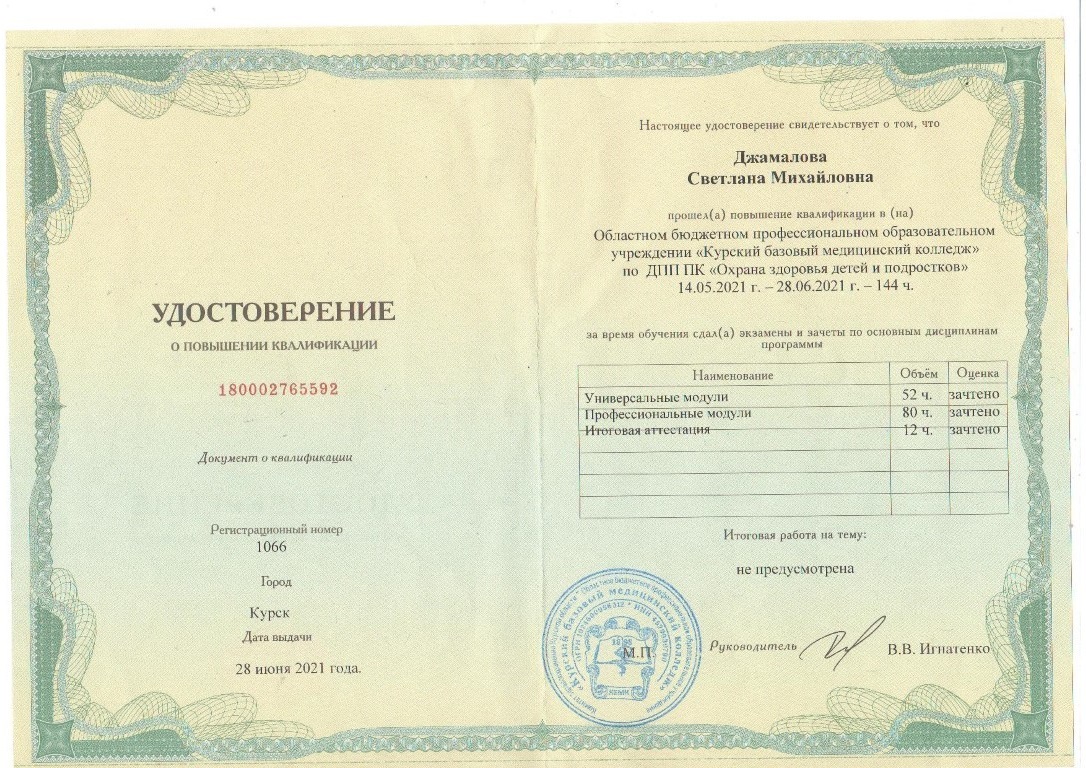 УДОСТОВЕРЕНИЕ
О ПОВЫШЕНИИ КВАЛИФИКАЦИИ
180002765592
Документ о квалификации
Регистрационный номер
1066
Город
Курск
Дата выдачи
28 июня 2021 года.
Настоящее удостоверение свидетельствует о том, что
Джамалова
Светлана Михайловна
прошел(а) повышение квалификации в (на)
Областном бюджетном профессиональном образовательном
учреждении «Курский базовый медицинский колледж»
по ДПП ПК «Охрана здоровья детей и подростков»
14.05.2021 г. – 28.06.2021 г. – 144 ч.
за время обучения сдал(а) экзамены и зачеты по основным дисциплинам
программы
Наименование Объём Оценка
Универсальные модули 52 ч. зачтено
Профессиональные модули 80 ч. зачтено
Итоговая аттестация 12 ч. зачтено
Итоговая работа на тему:
не предусмотрена
«Курский базовый медицинский колледж»
М.П.
Руководитель В.В. Игнатенко